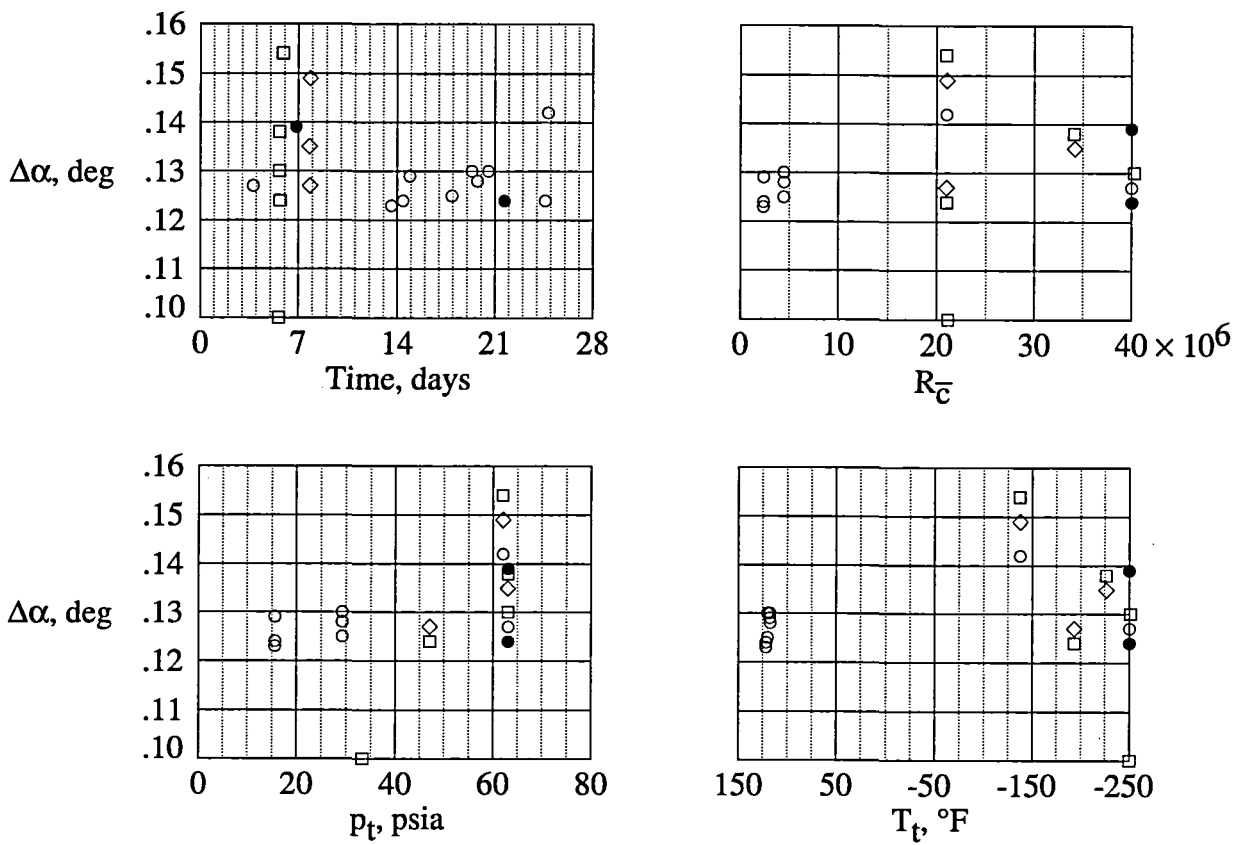 .16
.15
.14
.13
.12
.11
.10
Δα, deg
0 7 14 21 28
Time, days
0 10 20 30 40 × 10⁶
R_c̅
.16
.15
.14
.13
.12
.11
.10
Δα, deg
0 20 40 60 80
pₜ, psia
150 50 -50 -150 -250
Tₜ, °F